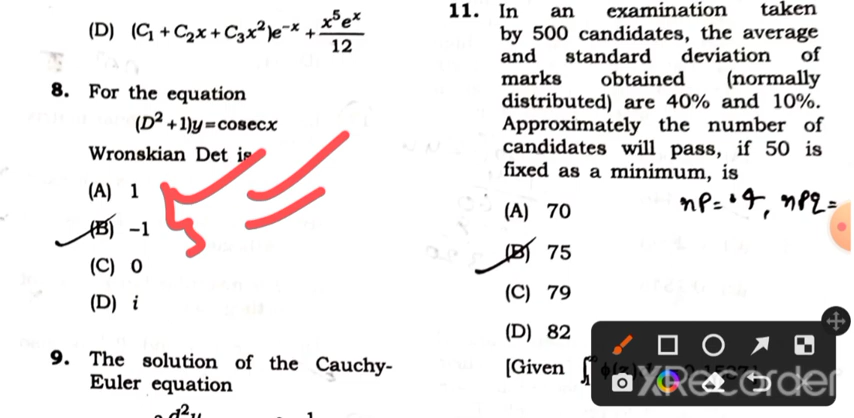 (D) (C₁ + C₂x + C₃x²)e⁻ˣ + x⁵eˣ/12
8. For the equation
(D² + 1)y = cosecx
Wronskian Det is
(A) 1
(B) –1
(C) 0
(D) i
9. The solution of the Cauchy-
Euler equation
11. In an examination taken
by 500 candidates, the average
and standard deviation of
marks obtained (normally
distributed) are 40% and 10%.
Approximately the number of
candidates will pass, if 50 is
fixed as a minimum, is
(A) 70
np = .4, npq =
(B) 75
(C) 79
(D) 82
[Given
XRecorder